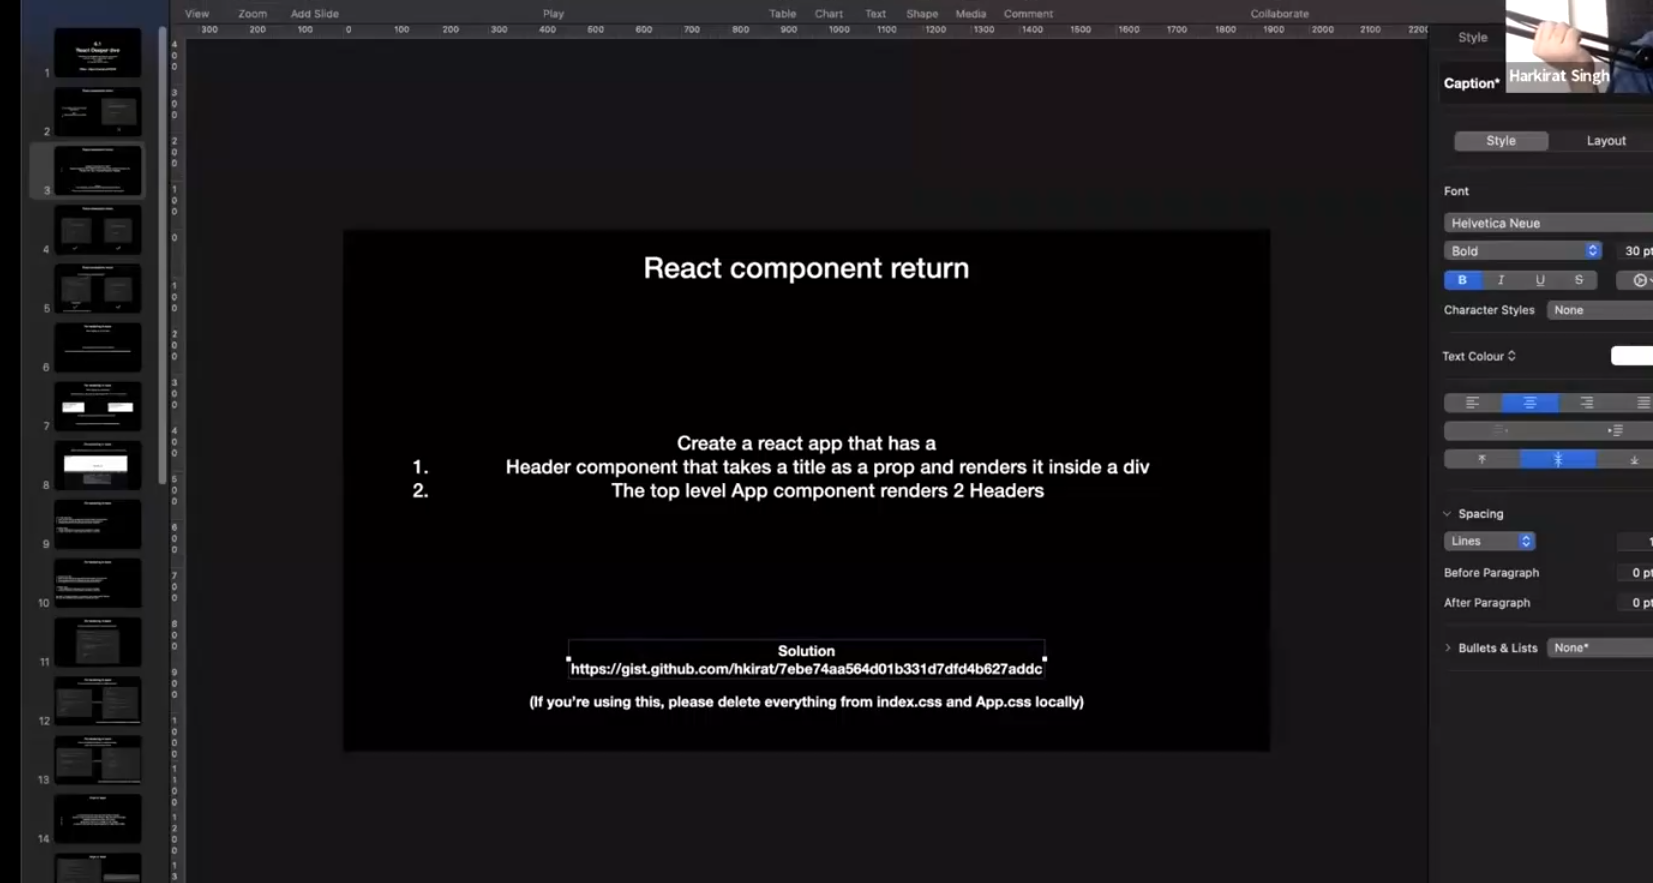 View Zoom Add Slide Play Table Chart Text Shape Media Comment Collaborate
300 200 100 0 100 200 300 400 500 600 700 800 900 1000 1100 1200 1300 1400 1500 1600 1700 1800 1900 2000 2100 2200
Style
Harkirat Singh
Caption*
Style Layout
Font
Helvetica Neue
Bold 30 pt
B I U S
Character Styles None
Text Colour
Spacing
Lines 1
Before Paragraph 0 pt
After Paragraph 0 pt
Bullets & Lists None*
1
2
3
4
5
6
7
8
9
10
11
12
13
14
React component return
Create a react app that has a
1. Header component that takes a title as a prop and renders it inside a div
2. The top level App component renders 2 Headers
Solution
https://gist.github.com/hkirat/7ebe74aa564d01b331d7dfd4b627addc
(If you're using this, please delete everything from index.css and App.css locally)